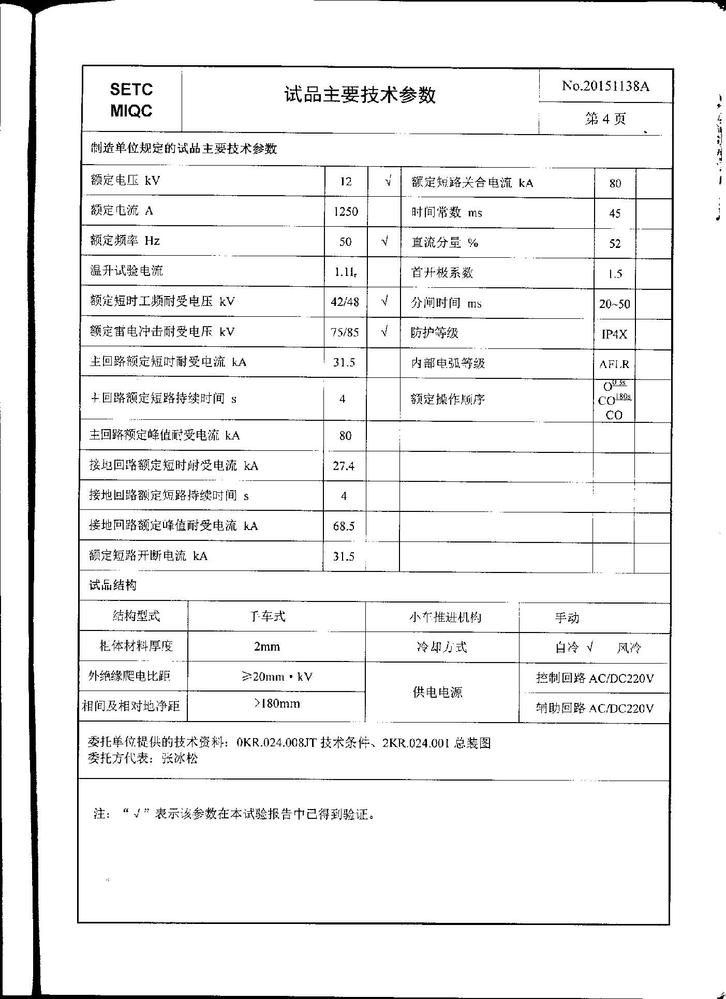 SETC
MIQC
试品主要技术参数
No.20151138A
第 4 页
制造单位规定的试品主要技术参数
额定电压 kV 12 √ 额定短路关合电流 kA 80
额定电流 A 1250 时间常数 ms 45
额定频率 Hz 50 √ 直流分量 % 52
温升试验电流 1.1Ir 首开极系数 1.5
额定短时工频耐受电压 kV 42/48 √ 分闸时间 ms 20~50
额定雷电冲击耐受电压 kV 75/85 √ 防护等级 IP4X
主回路额定短时耐受电流 kA 31.5 内部电弧等级 AFLR
主回路额定短路持续时间 s 4 额定操作顺序 O0.3s
CO180s
CO
主回路额定峰值耐受电流 kA 80
接地回路额定短时耐受电流 kA 27.4
接地回路额定短路持续时间 s 4
接地回路额定峰值耐受电流 kA 68.5
额定短路开断电流 kA 31.5
试品结构
结构型式 手车式 小车推进机构 手动
柜体材料厚度 2mm 冷却方式 自冷 √ 风冷
外绝缘爬电比距 ≥20mm·kV 供电电源 控制回路 AC/DC220V
相间及相对地净距 >180mm 辅助回路 AC/DC220V
委托单位提供的技术资料：0KR.024.008JT 技术条件、2KR.024.001 总装图
委托方代表：张冰松
注：“√”表示该参数在本试验报告中已得到验证。